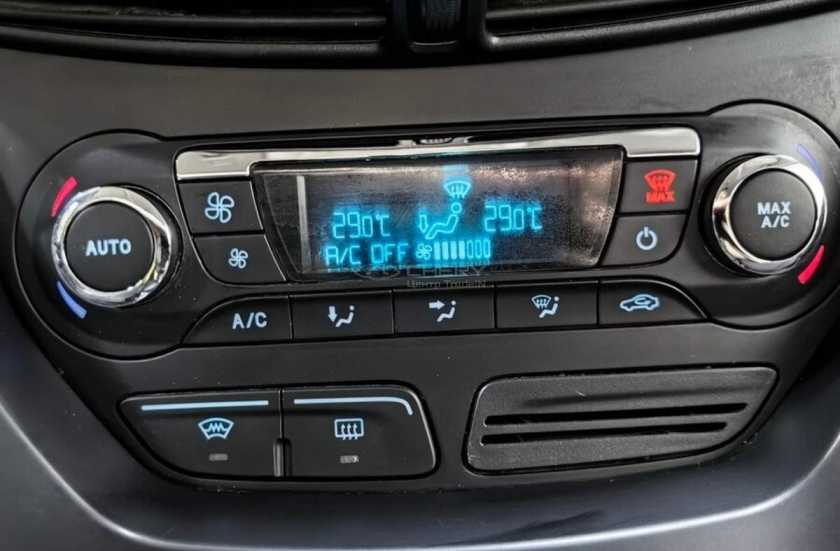 MAX
29.0℃ 29.0℃
A/C OFF
AUTO
MAX
A/C
A/C